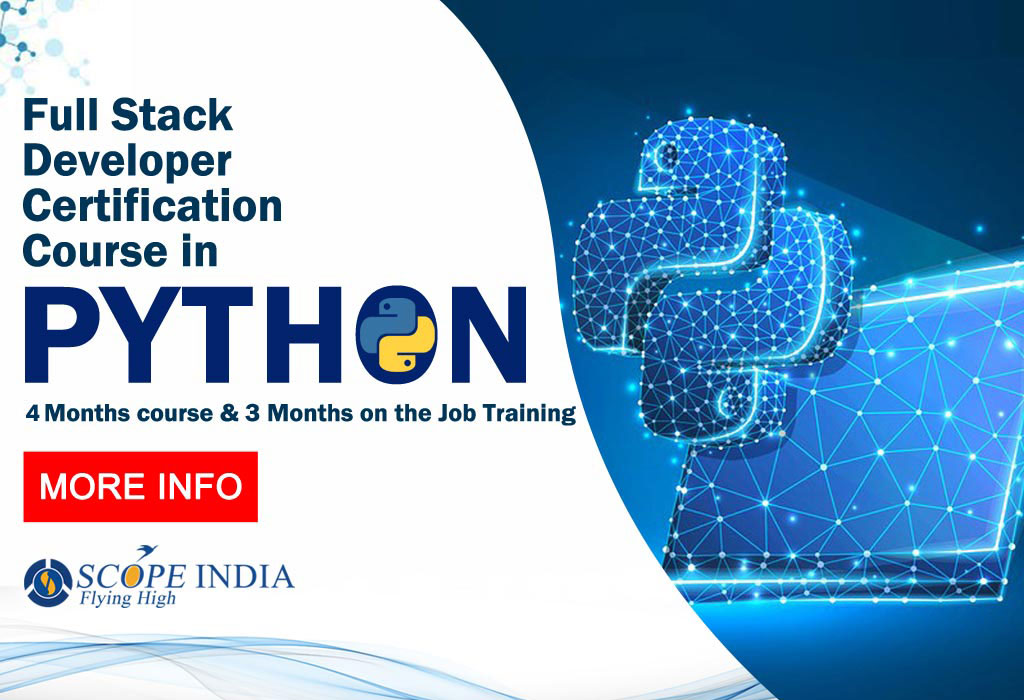 Full Stack
Developer
Certification
Course in
PYTHON
4 Months course & 3 Months on the Job Training
MORE INFO
SCOPE INDIA
Flying High